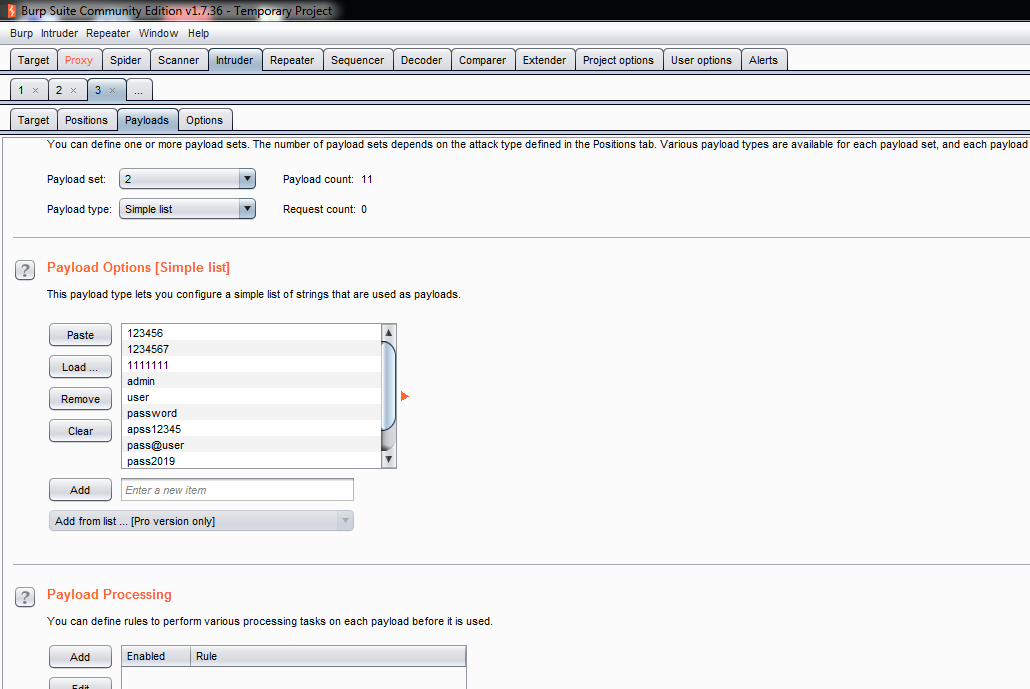 Burp Suite Community Edition v1.7.36 - Temporary Project
Burp Intruder Repeater Window Help
Target Proxy Spider Scanner Intruder Repeater Sequencer Decoder Comparer Extender Project options User options Alerts
1 × 2 × 3 × ...
Target Positions Payloads Options
You can define one or more payload sets. The number of payload sets depends on the attack type defined in the Positions tab. Various payload types are available for each payload set, and each payload
Payload set: 2 Payload count: 11
Payload type: Simple list Request count: 0
? Payload Options [Simple list]
This payload type lets you configure a simple list of strings that are used as payloads.
Paste
Load ...
Remove
Clear
123456
1234567
1111111
admin
user
password
apss12345
pass@user
pass2019
Add Enter a new item
Add from list ... [Pro version only]
? Payload Processing
You can define rules to perform various processing tasks on each payload before it is used.
Add Enabled Rule
Edit